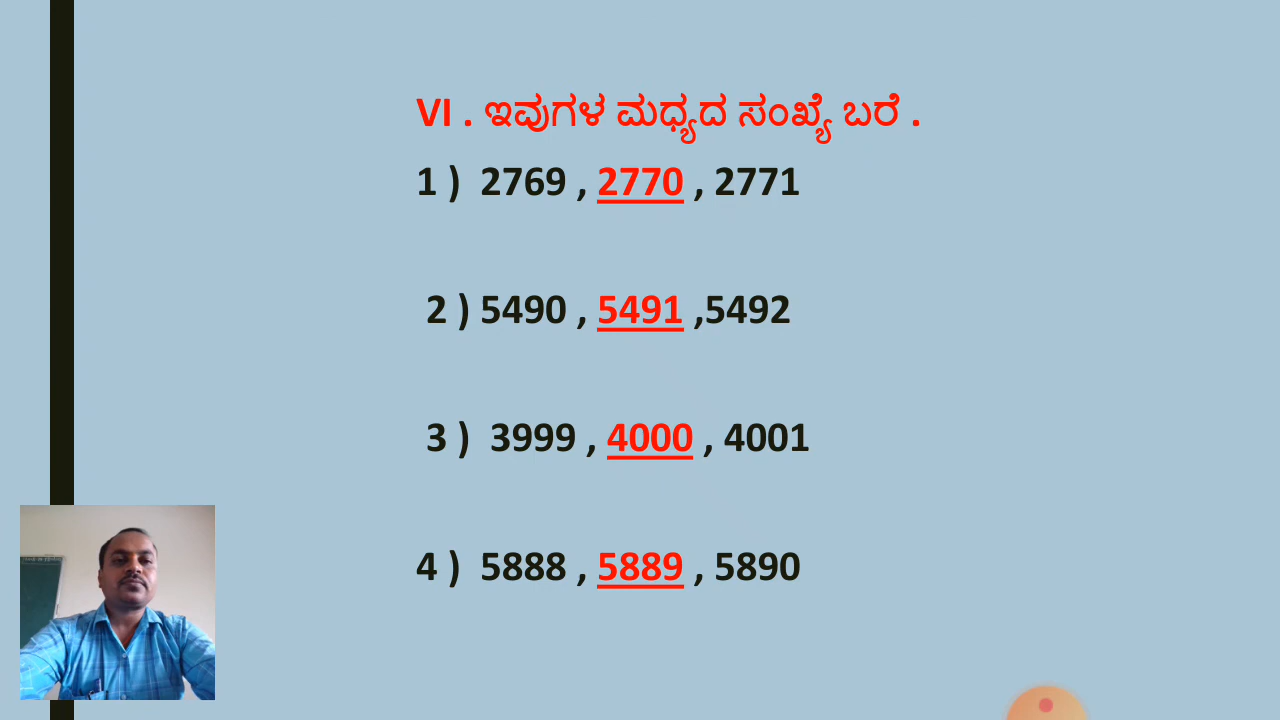 VI . ಇವುಗಳ ಮಧ್ಯದ ಸಂಖ್ಯೆ ಬರೆ .
1 ) 2769 , 2770 , 2771
2 ) 5490 , 5491 ,5492
3 ) 3999 , 4000 , 4001
4 ) 5888 , 5889 , 5890